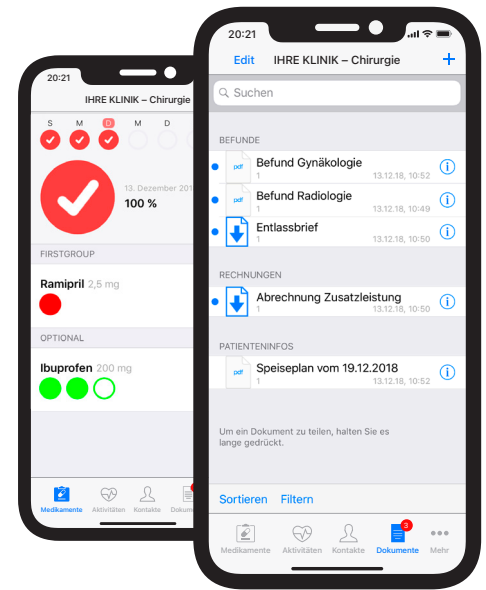 20:21
IHRE KLINIK – Chirurgie
S M D M D
13. Dezember 201
100 %
FIRSTGROUP
Ramipril 2,5 mg
OPTIONAL
Ibuprofen 200 mg
Medikamente Aktivitäten Kontakte Dokume
20:21
Edit IHRE KLINIK – Chirurgie +
Suchen
BEFUNDE
pdf Befund Gynäkologie
1 13.12.18, 10:52
pdf Befund Radiologie
1 13.12.18, 10:49
Entlassbrief
1 13.12.18, 10:50
RECHNUNGEN
Abrechnung Zusatzleistung
1 13.12.18, 10:50
PATIENTENINFOS
pdf Speiseplan vom 19.12.2018
1 13.12.18, 10:52
Um ein Dokument zu teilen, halten Sie es
lange gedrückt.
Sortieren Filtern
3
Medikamente Aktivitäten Kontakte Dokumente Mehr